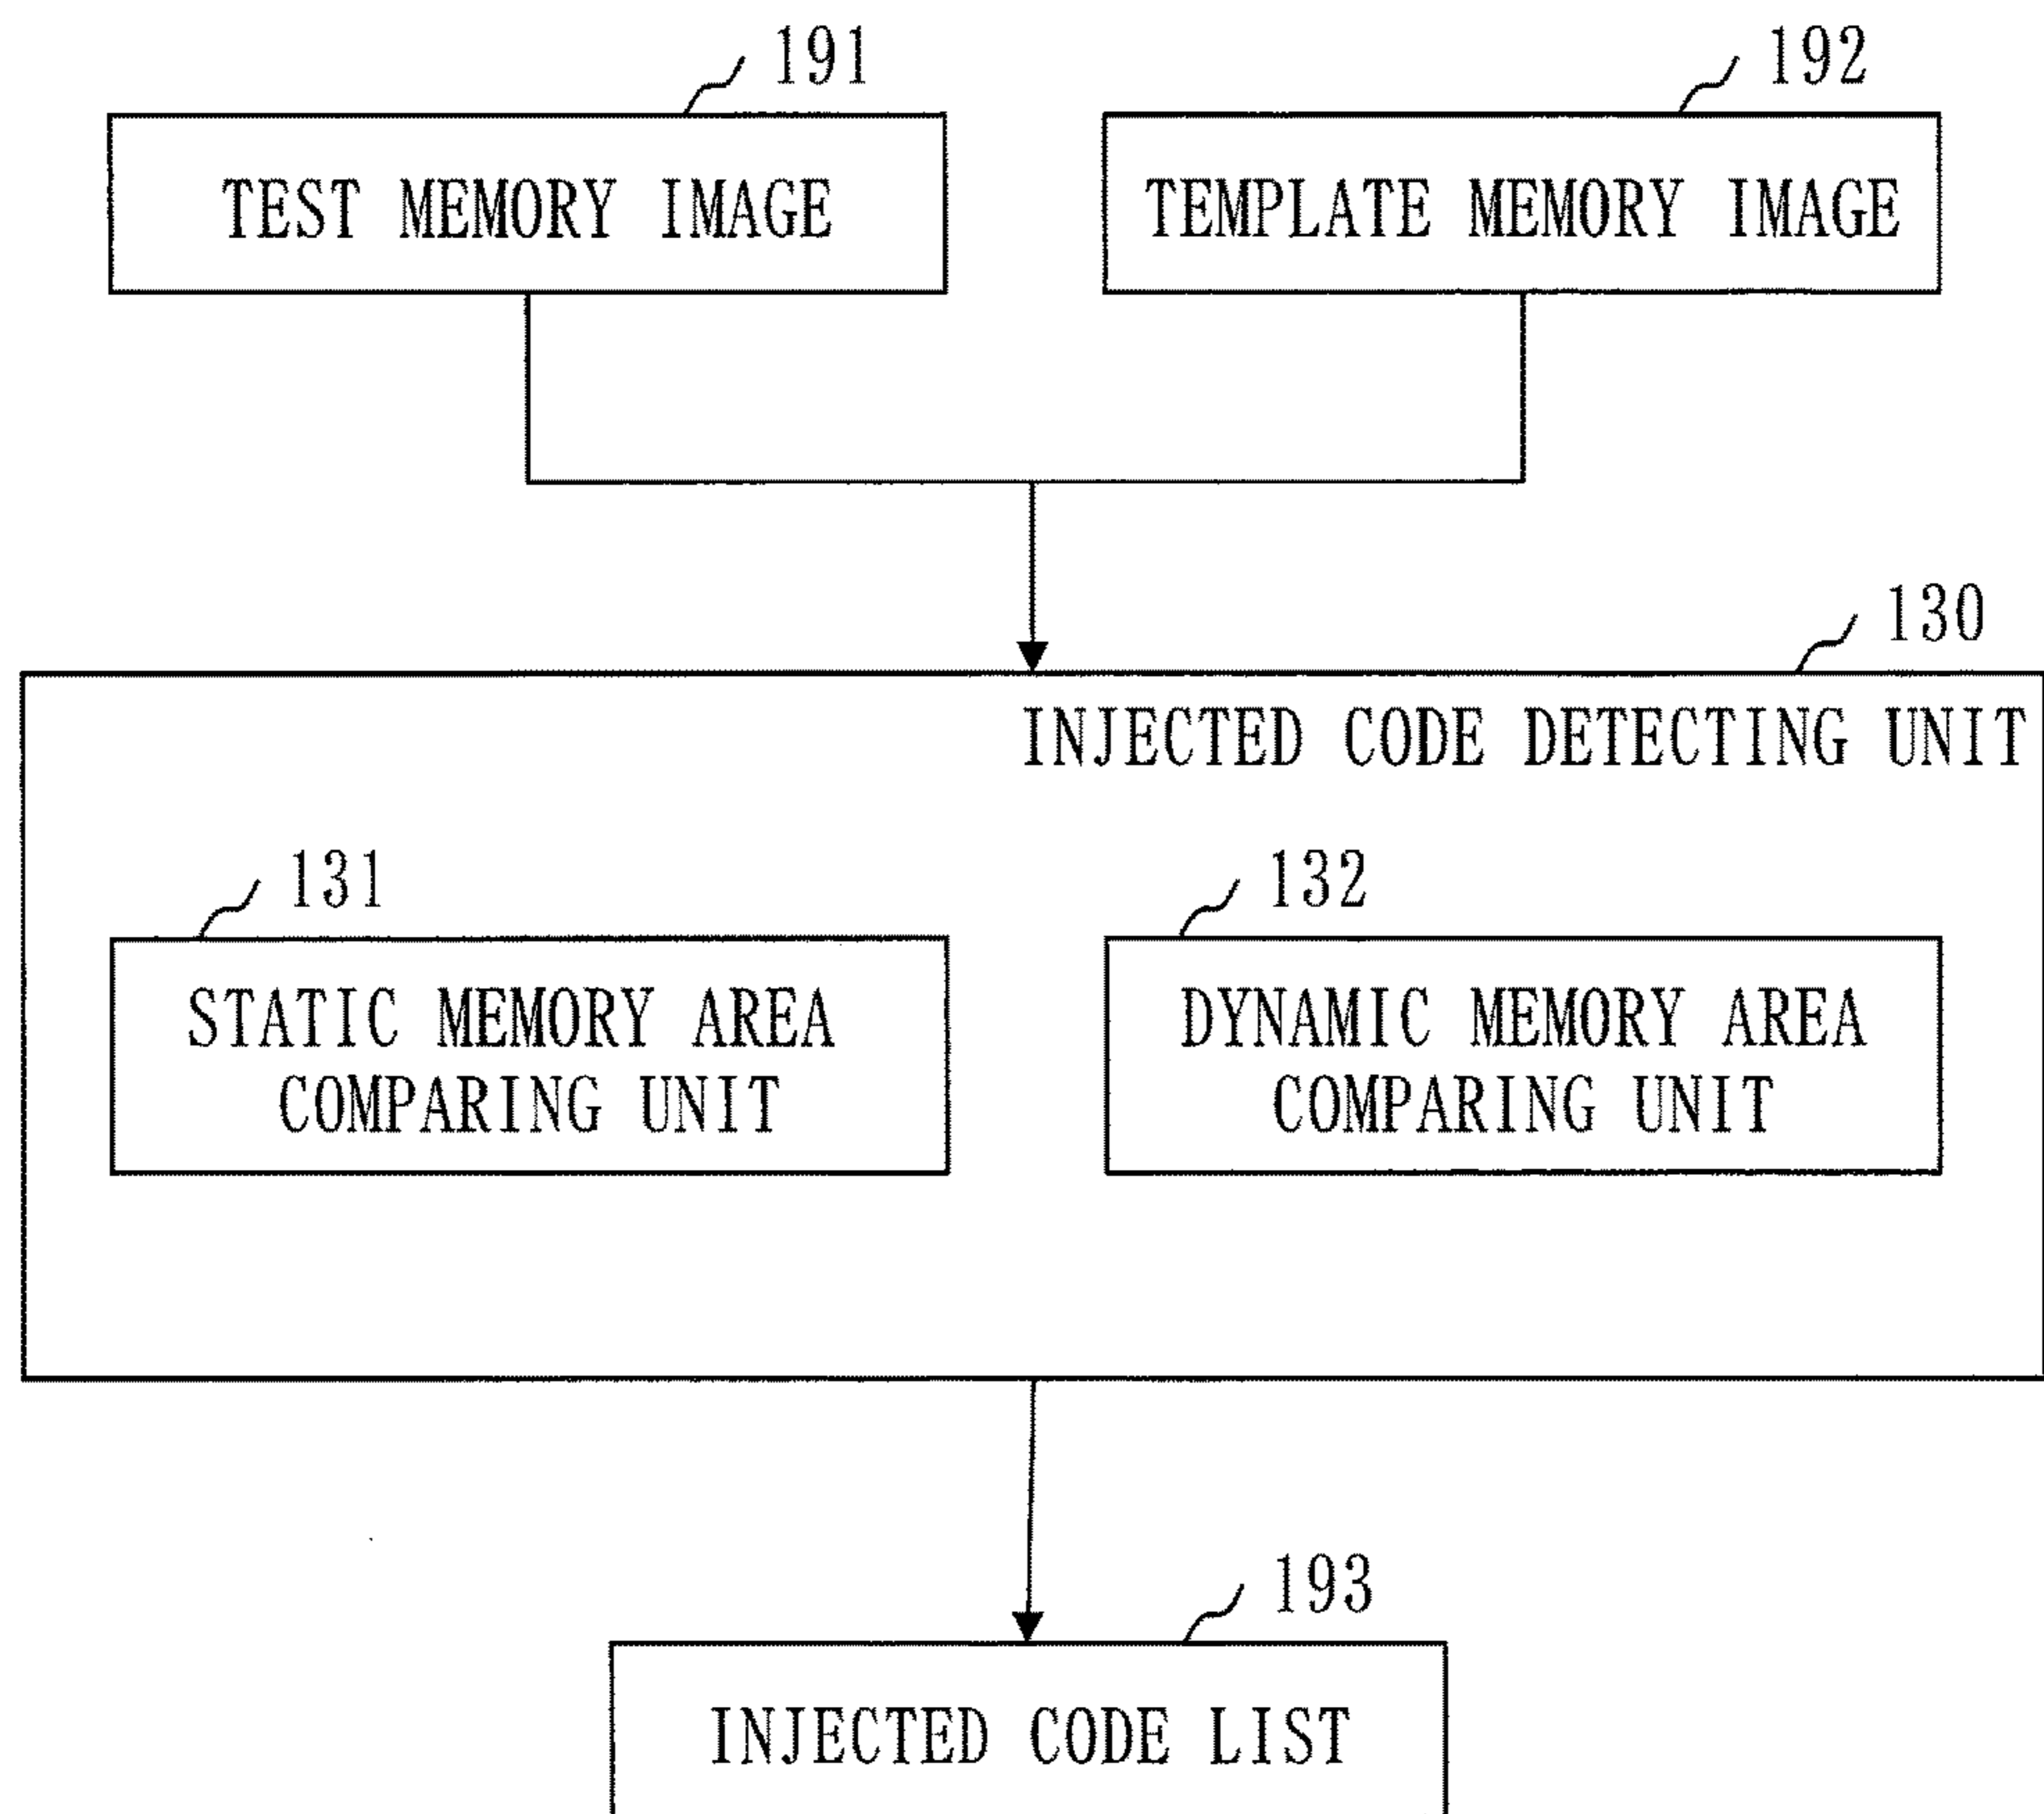 191
192
TEST MEMORY IMAGE
TEMPLATE MEMORY IMAGE
130
INJECTED CODE DETECTING UNIT
131
132
STATIC MEMORY AREA
COMPARING UNIT
DYNAMIC MEMORY AREA
COMPARING UNIT
193
INJECTED CODE LIST